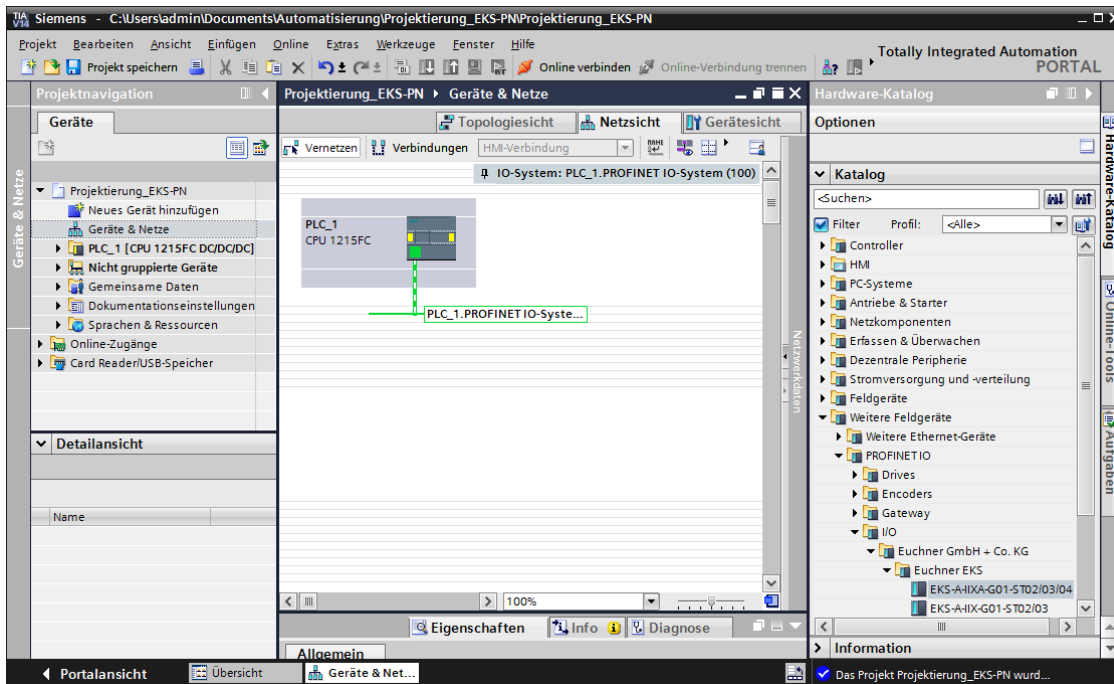 TIA V14 Siemens - C:\Users\admin\Documents\Automatisierung\Projektierung_EKS-PN\Projektierung_EKS-PN
Projekt Bearbeiten Ansicht Einfügen Online Extras Werkzeuge Fenster Hilfe
Totally Integrated Automation
PORTAL
Projekt speichern Online verbinden Online-Verbindung trennen
Projektnavigation
Geräte
Geräte & Netze
Projektierung_EKS-PN
Neues Gerät hinzufügen
Geräte & Netze
PLC_1 [CPU 1215FC DC/DC/DC]
Nicht gruppierte Geräte
Gemeinsame Daten
Dokumentationseinstellungen
Sprachen & Ressourcen
Online-Zugänge
Card Reader/USB-Speicher
Detailansicht
Name
Projektierung_EKS-PN Geräte & Netze
Topologiesicht Netzsicht Gerätesicht
Vernetzen Verbindungen HMI-Verbindung
IO-System: PLC_1.PROFINET IO-System (100)
PLC_1
CPU 1215FC
PLC_1.PROFINET IO-Syste...
Netzwerkdaten
100%
Eigenschaften Info Diagnose
Allgemein
Hardware-Katalog
Optionen
Katalog
<Suchen>
Filter Profil: <Alle>
Controller
HMI
PC-Systeme
Antriebe & Starter
Netzkomponenten
Erfassen & Überwachen
Dezentrale Peripherie
Stromversorgung und -verteilung
Feldgeräte
Weitere Feldgeräte
Weitere Ethernet-Geräte
PROFINET IO
Drives
Encoders
Gateway
I/O
Euchner GmbH + Co. KG
Euchner EKS
EKS-A-IIXA-G01-ST02/03/04
EKS-A-IIX-G01-ST02/03
Information
Hardware-Katalog
Online-Tools
Aufgaben
Portalansicht Übersicht Geräte & Net...
Das Projekt Projektierung_EKS-PN wurd...